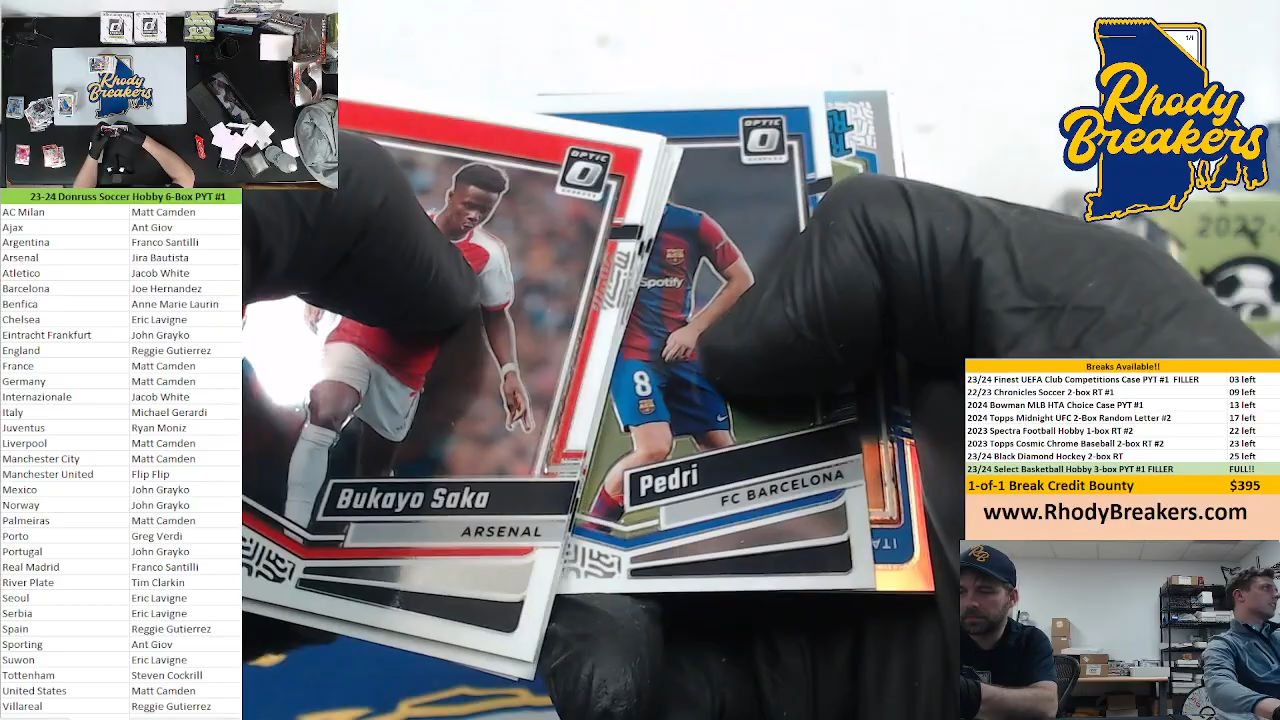 Rhody
Breakers
23-24 Donruss Soccer Hobby 6-Box PYT #1
AC Milan Matt Camden
Ajax Ant Giov
Argentina Franco Santilli
Arsenal Jira Bautista
Atletico Jacob White
Barcelona Joe Hernandez
Benfica Anne Marie Laurin
Chelsea Eric Lavigne
Eintracht Frankfurt John Grayko
England Reggie Gutierrez
France Matt Camden
Germany Matt Camden
Internazionale Jacob White
Italy Michael Gerardi
Juventus Ryan Moniz
Liverpool Matt Camden
Manchester City Matt Camden
Manchester United Flip Flip
Mexico John Grayko
Norway John Grayko
Palmeiras Matt Camden
Porto Greg Verdi
Portugal John Grayko
Real Madrid Franco Santilli
River Plate Tim Clarkin
Seoul Eric Lavigne
Serbia Eric Lavigne
Spain Reggie Gutierrez
Sporting Ant Giov
Suwon Eric Lavigne
Tottenham Steven Cockrill
United States Matt Camden
Villareal Reggie Gutierrez
OPTIC
Bukayo Saka
ARSENAL
OPTIC
Spotify
8
Pedri
FC BARCELONA
ITA
1/1
Rhody
Breakers
Breaks Available!!
23/24 Finest UEFA Club Competitions Case PYT #1 FILLER 03 left
22/23 Chronicles Soccer 2-box RT #1 09 left
2024 Bowman MLB HTA Choice Case PYT #1 13 left
2024 Topps Midnight UFC 2-Box Random Letter #2 17 left
2023 Spectra Football Hobby 1-box RT #2 22 left
2023 Topps Cosmic Chrome Baseball 2-box RT #2 23 left
23/24 Black Diamond Hockey 2-box RT 25 left
23/24 Select Basketball Hobby 3-box PYT #1 FILLER FULL!!
1-of-1 Break Credit Bounty $395
www.RhodyBreakers.com